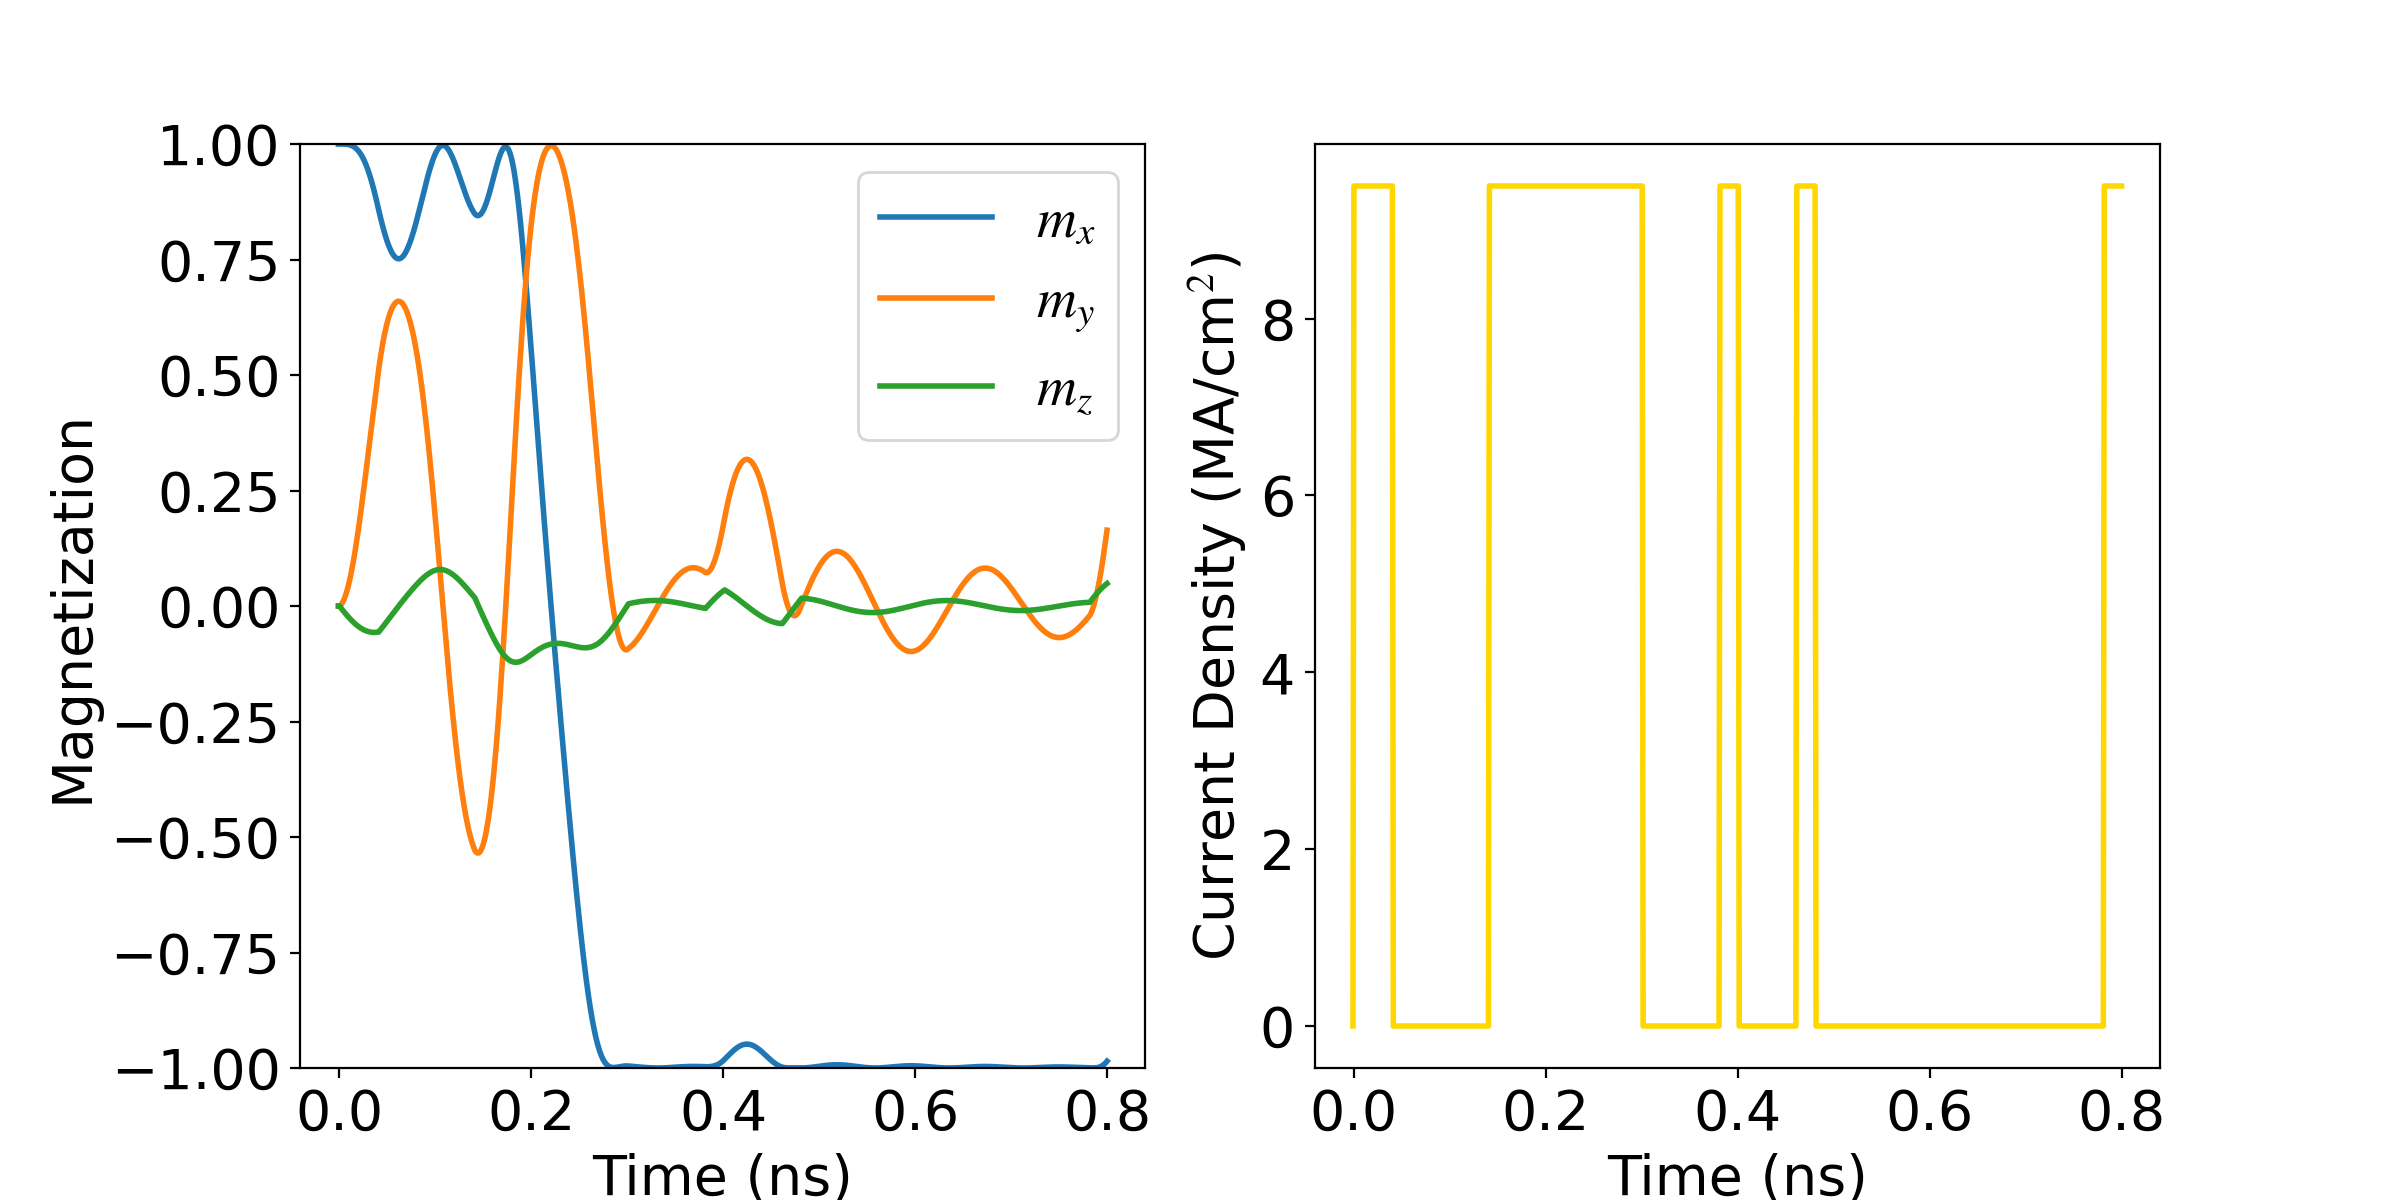 Magnetization
1.00
0.75
0.50
0.25
0.00
−0.25
−0.50
−0.75
−1.00
0.0 0.2 0.4 0.6 0.8
Time (ns)
m_x
m_y
m_z
Current Density (MA/cm²)
8
6
4
2
0
0.0 0.2 0.4 0.6 0.8
Time (ns)